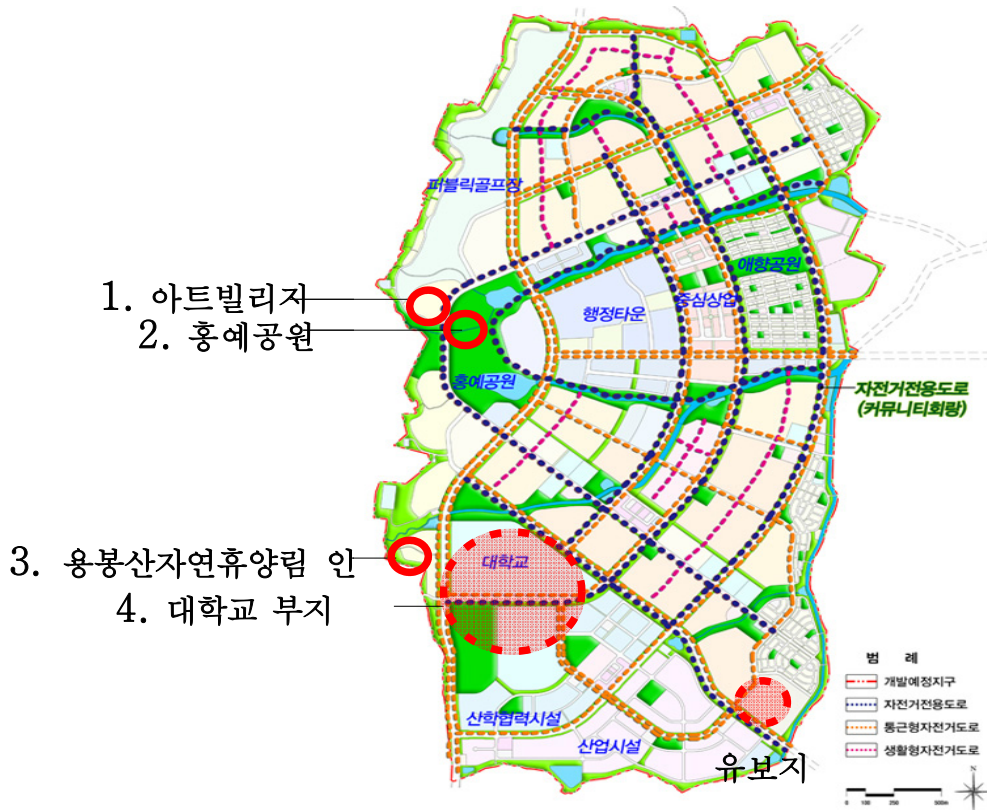 퍼블릭골프장
애향공원
1. 아트빌리지
중심상업
행정타운
2. 홍예공원
홍예공원
자전거전용도로
(커뮤니티회랑)
3. 용봉산자연휴양림 인
대학교
4. 대학교 부지
범 례
개발예정지구
자전거전용도로
통근형자전거도로
생활형자전거도로
산학협력시설
산업시설
유보지
N
0 100 250 500m